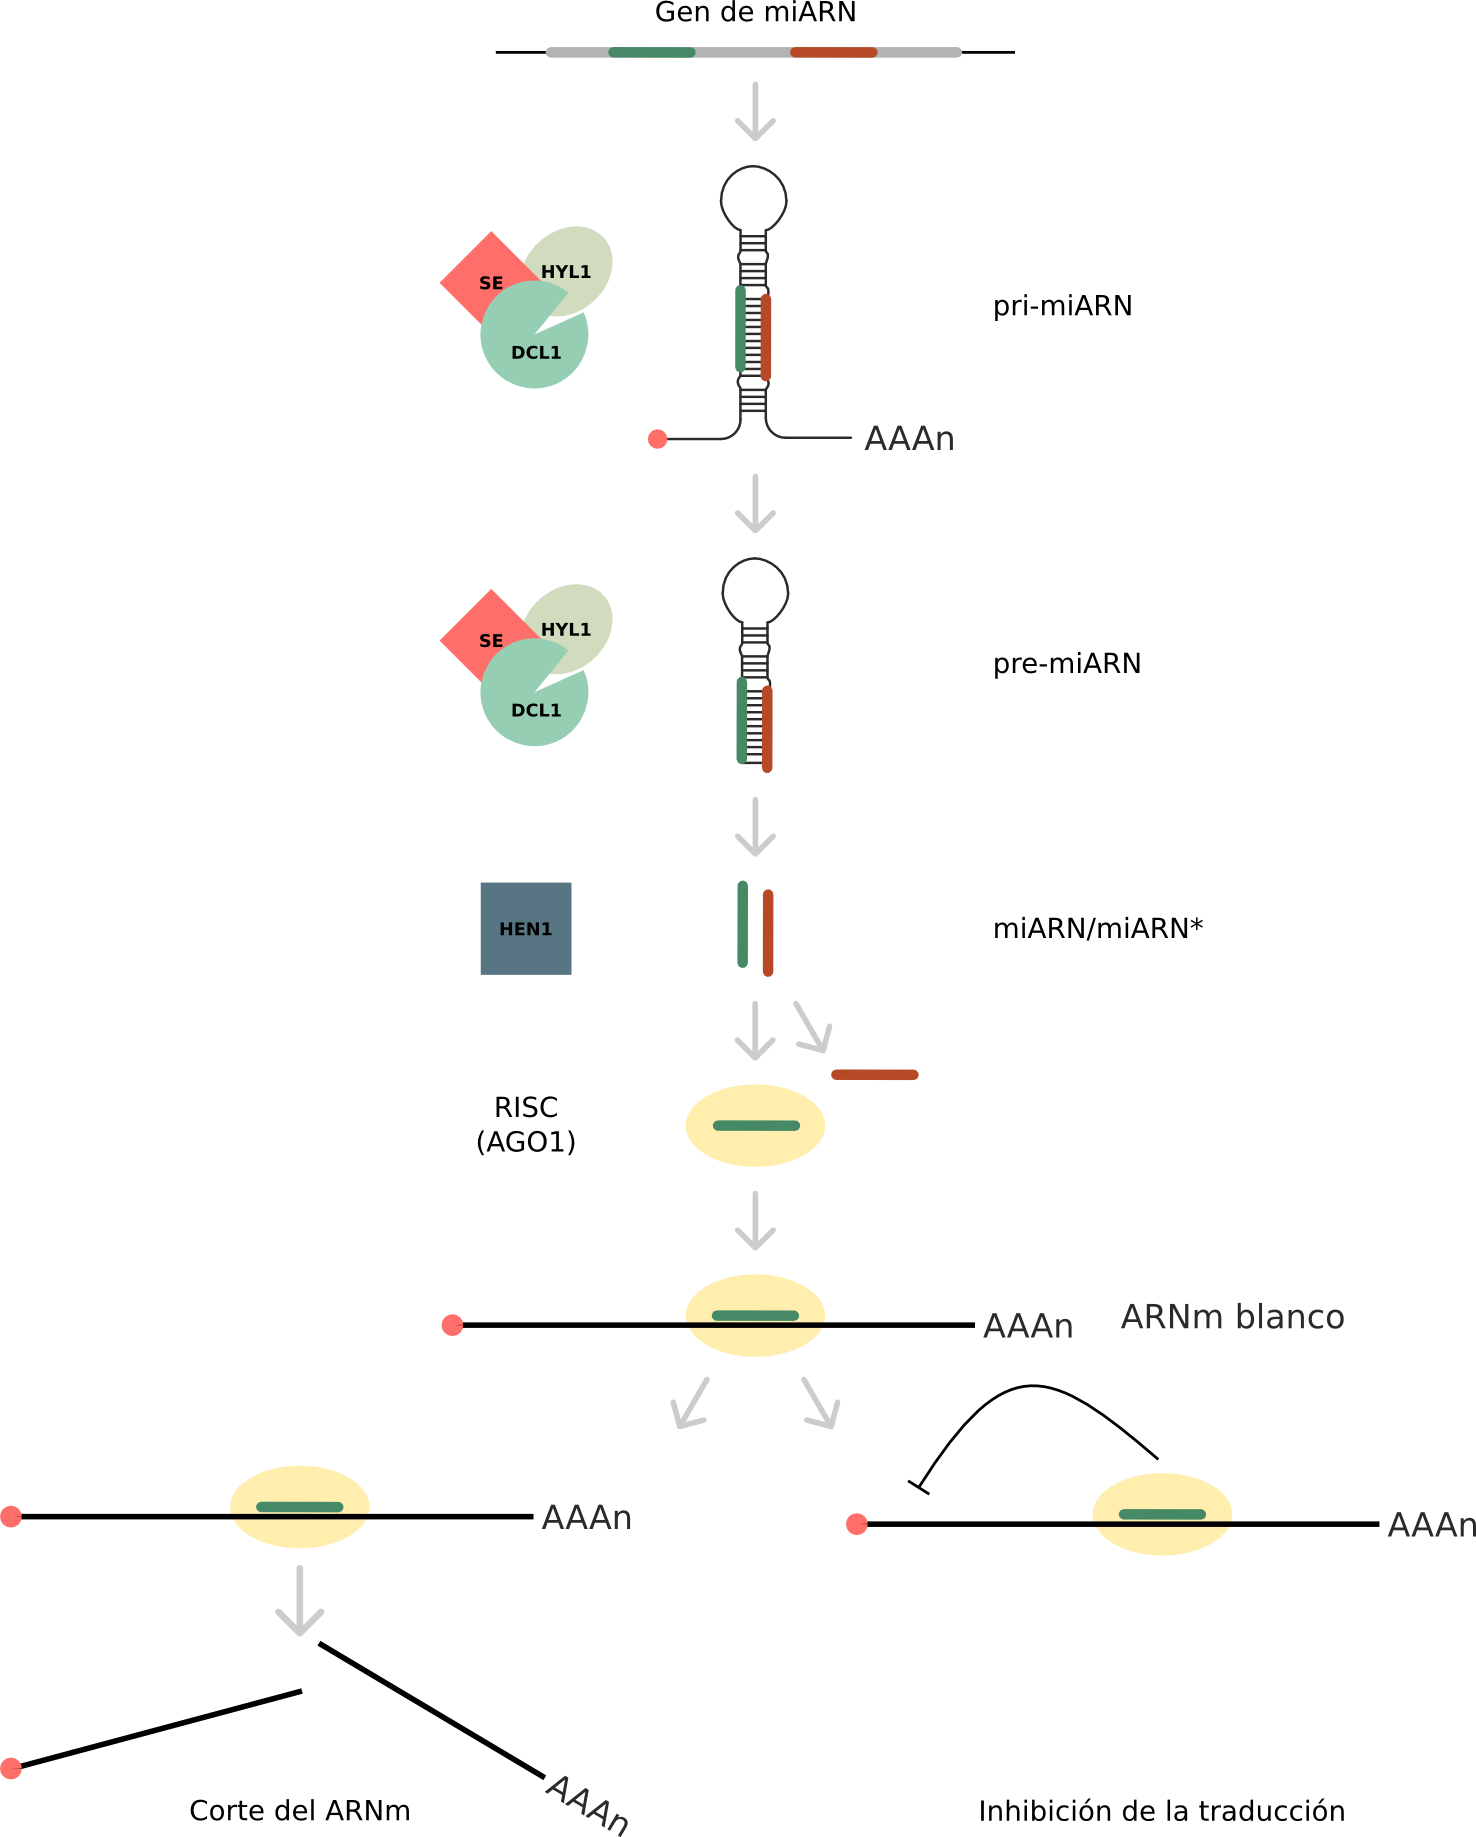 Gen de miARN
SE
HYL1
DCL1
pri-miARN
AAAn
SE
HYL1
DCL1
pre-miARN
HEN1
miARN/miARN*
RISC
(AGO1)
AAAn
ARNm blanco
AAAn
AAAn
AAAn
Corte del ARNm
Inhibición de la traducción